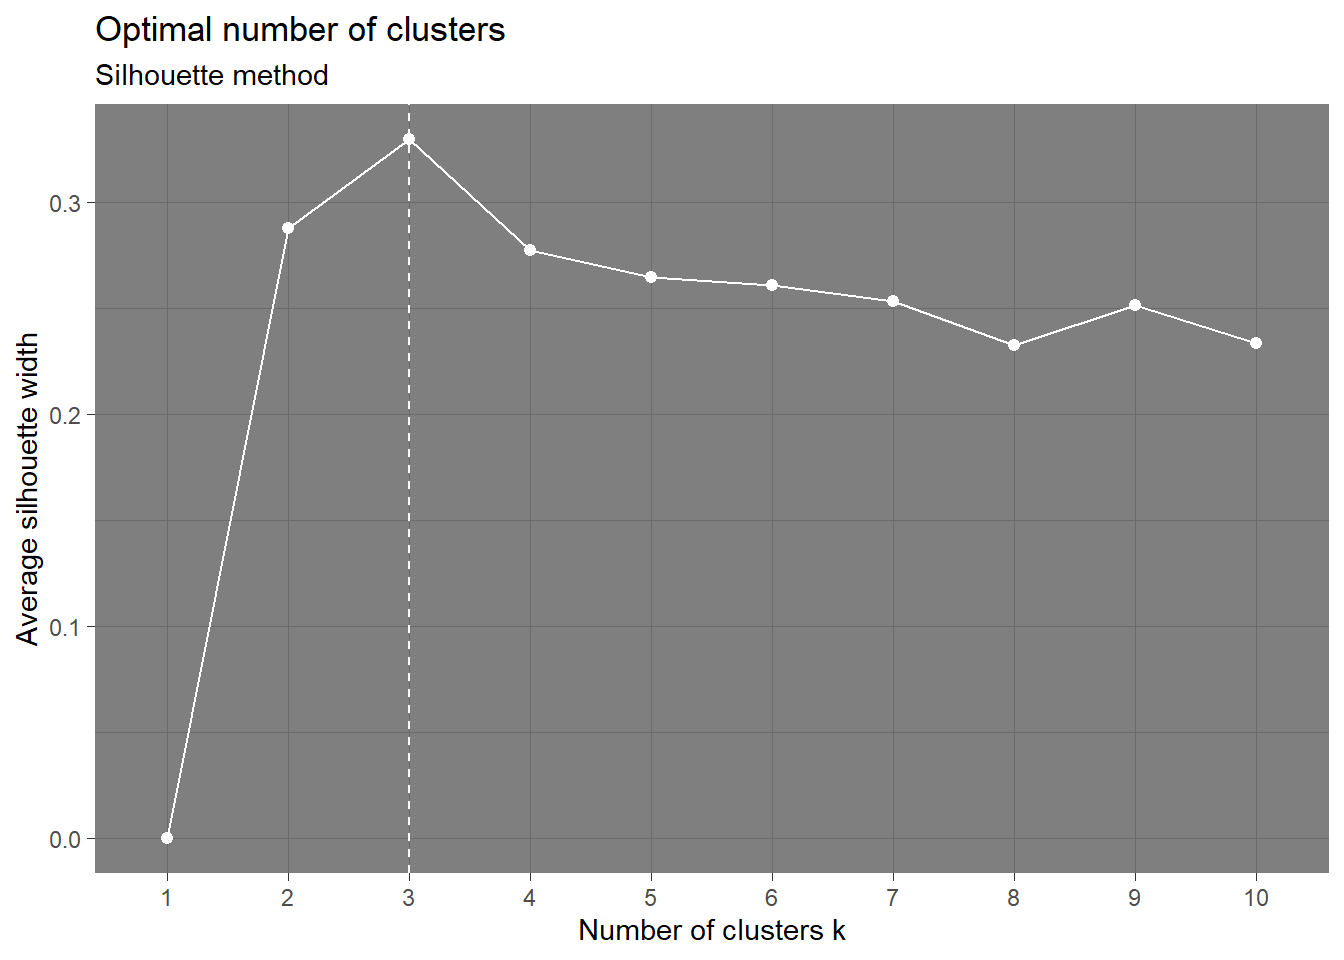 Optimal number of clusters
Silhouette method
Average silhouette width
0.3
0.2
0.1
0.0
1 2 3 4 5 6 7 8 9 10
Number of clusters k